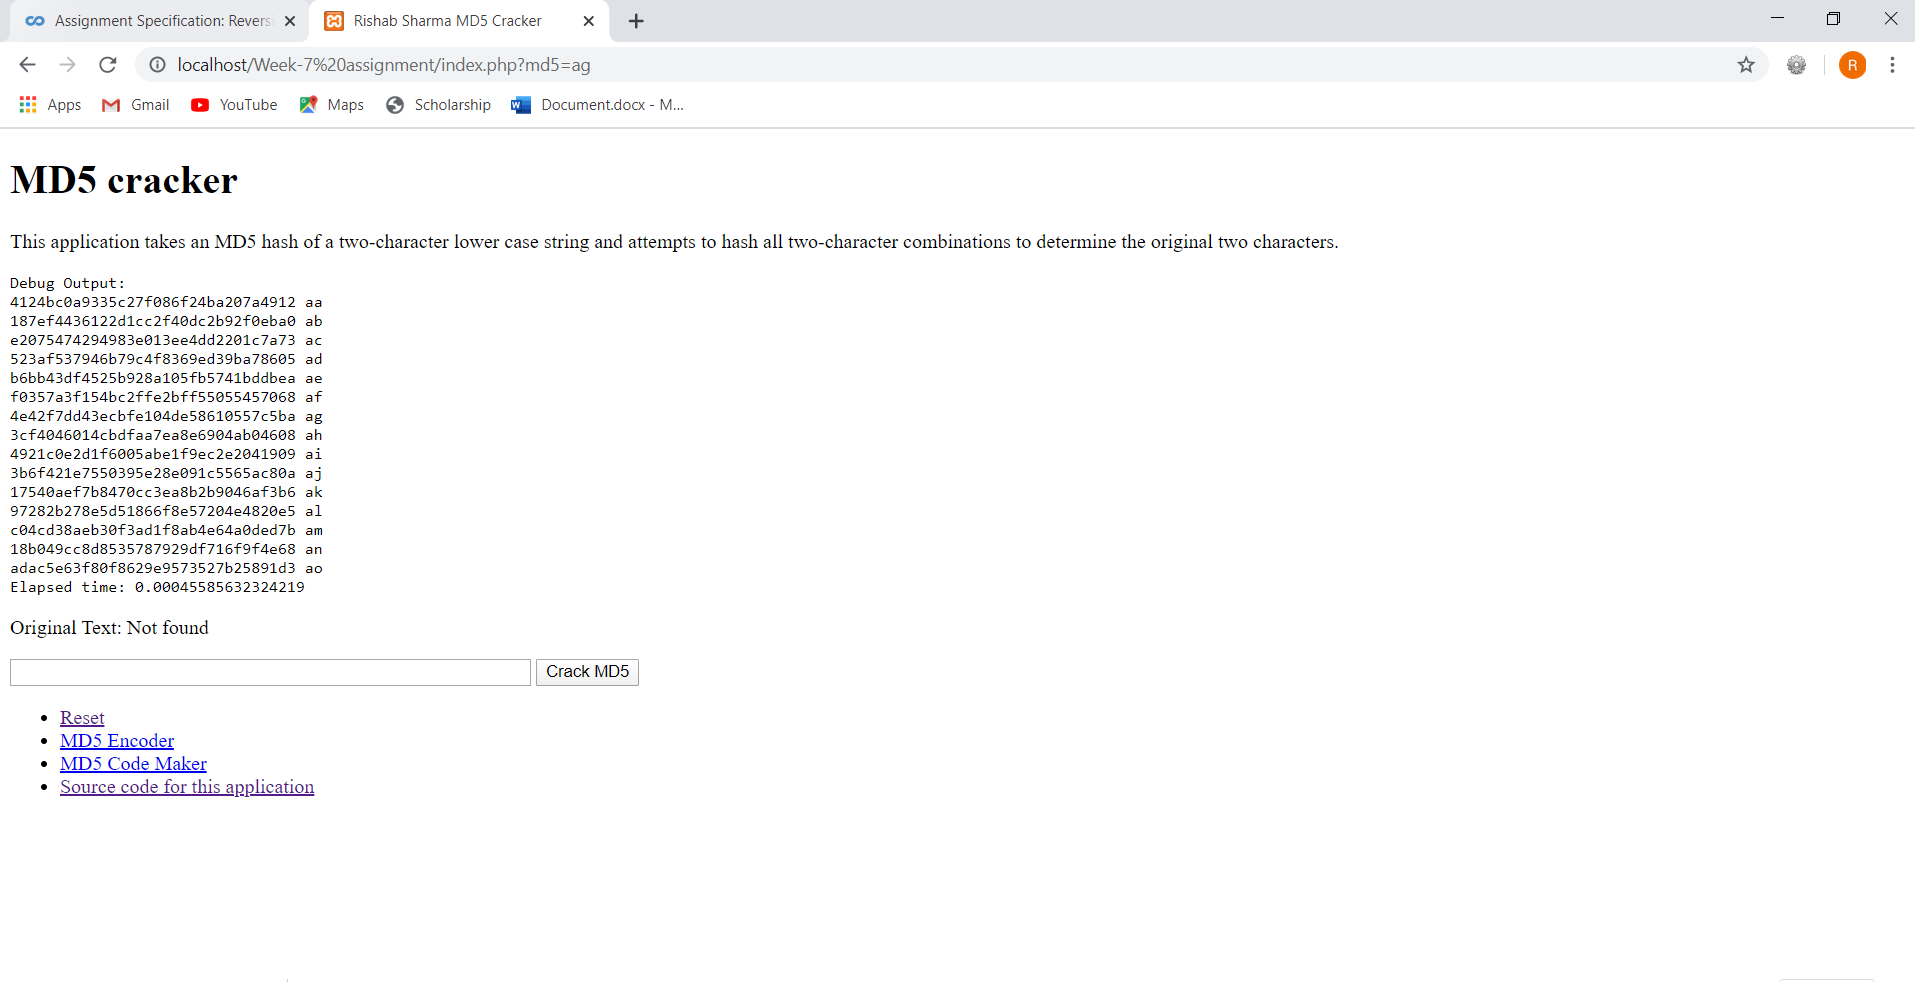 Assignment Specification: Revers
Rishab Sharma MD5 Cracker
localhost/Week-7%20assignment/index.php?md5=ag
R
Apps
Gmail
YouTube
Maps
Scholarship
Document.docx - M...
MD5 cracker
This application takes an MD5 hash of a two-character lower case string and attempts to hash all two-character combinations to determine the original two characters.
Debug Output:
4124bc0a9335c27f086f24ba207a4912 aa
187ef4436122d1cc2f40dc2b92f0eba0 ab
e2075474294983e013ee4dd2201c7a73 ac
523af537946b79c4f8369ed39ba78605 ad
b6bb43df4525b928a105fb5741bddbea ae
f0357a3f154bc2ffe2bff55055457068 af
4e42f7dd43ecbfe104de58610557c5ba ag
3cf4046014cbdfaa7ea8e6904ab04608 ah
4921c0e2d1f6005abe1f9ec2e2041909 ai
3b6f421e7550395e28e091c5565ac80a aj
17540aef7b8470cc3ea8b2b9046af3b6 ak
97282b278e5d51866f8e57204e4820e5 al
c04cd38aeb30f3ad1f8ab4e64a0ded7b am
18b049cc8d8535787929df716f9f4e68 an
adac5e63f80f8629e9573527b25891d3 ao
Elapsed time: 0.00045585632324219
Original Text: Not found
Crack MD5
Reset
MD5 Encoder
MD5 Code Maker
Source code for this application